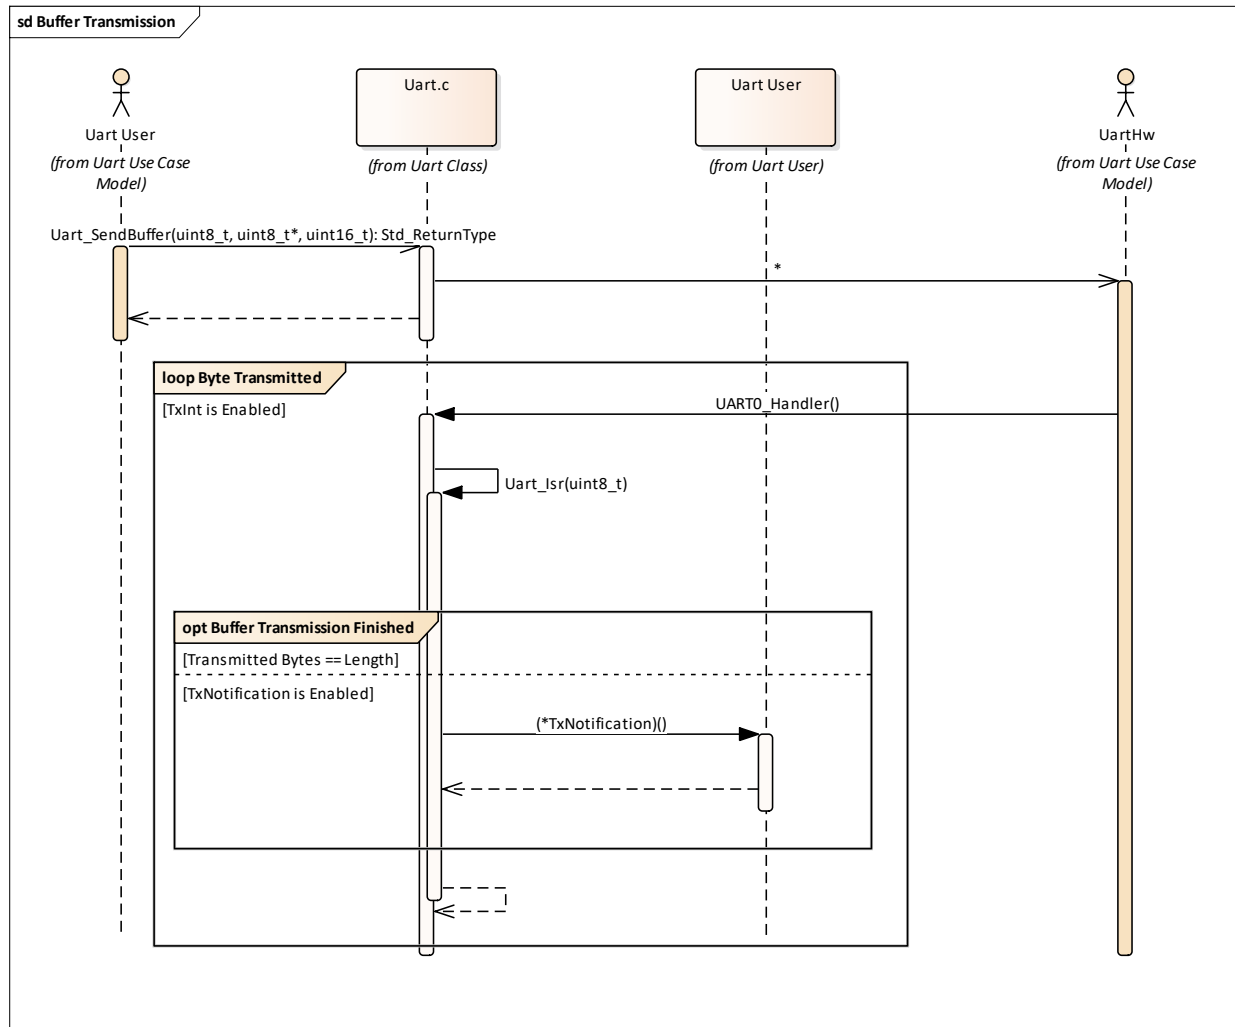 sd Buffer Transmission
Uart User
(from Uart Use Case
Model)
Uart.c
(from Uart Class)
Uart User
(from Uart User)
UartHw
(from Uart Use Case
Model)
Uart_SendBuffer(uint8_t, uint8_t*, uint16_t): Std_ReturnType
*
loop Byte Transmitted
[TxInt is Enabled]
UART0_Handler()
Uart_Isr(uint8_t)
opt Buffer Transmission Finished
[Transmitted Bytes == Length]
[TxNotification is Enabled]
(*TxNotification)()